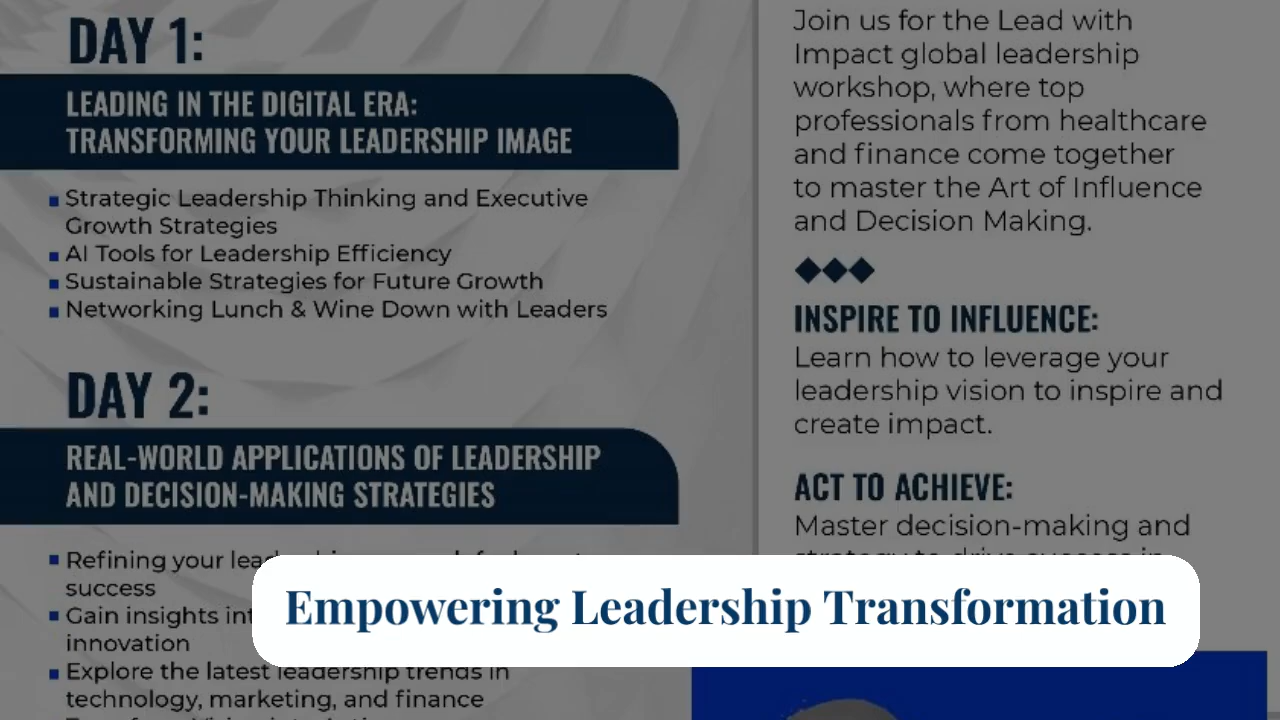 DAY 1:
LEADING IN THE DIGITAL ERA:
TRANSFORMING YOUR LEADERSHIP IMAGE
▪ Strategic Leadership Thinking and Executive
Growth Strategies
▪ AI Tools for Leadership Efficiency
▪ Sustainable Strategies for Future Growth
▪ Networking Lunch & Wine Down with Leaders
DAY 2:
REAL-WORLD APPLICATIONS OF LEADERSHIP
AND DECISION-MAKING STRATEGIES
▪ Refining your
success
▪ Gain insights
innovation
▪ Explore the latest leadership trends in
technology, marketing, and finance
Join us for the Lead with
Impact global leadership
workshop, where top
professionals from healthcare
and finance come together
to master the Art of Influence
and Decision Making.
INSPIRE TO INFLUENCE:
Learn how to leverage your
leadership vision to inspire and
create impact.
ACT TO ACHIEVE:
Master decision-making and
strategy to drive success in
Empowering Leadership Transformation